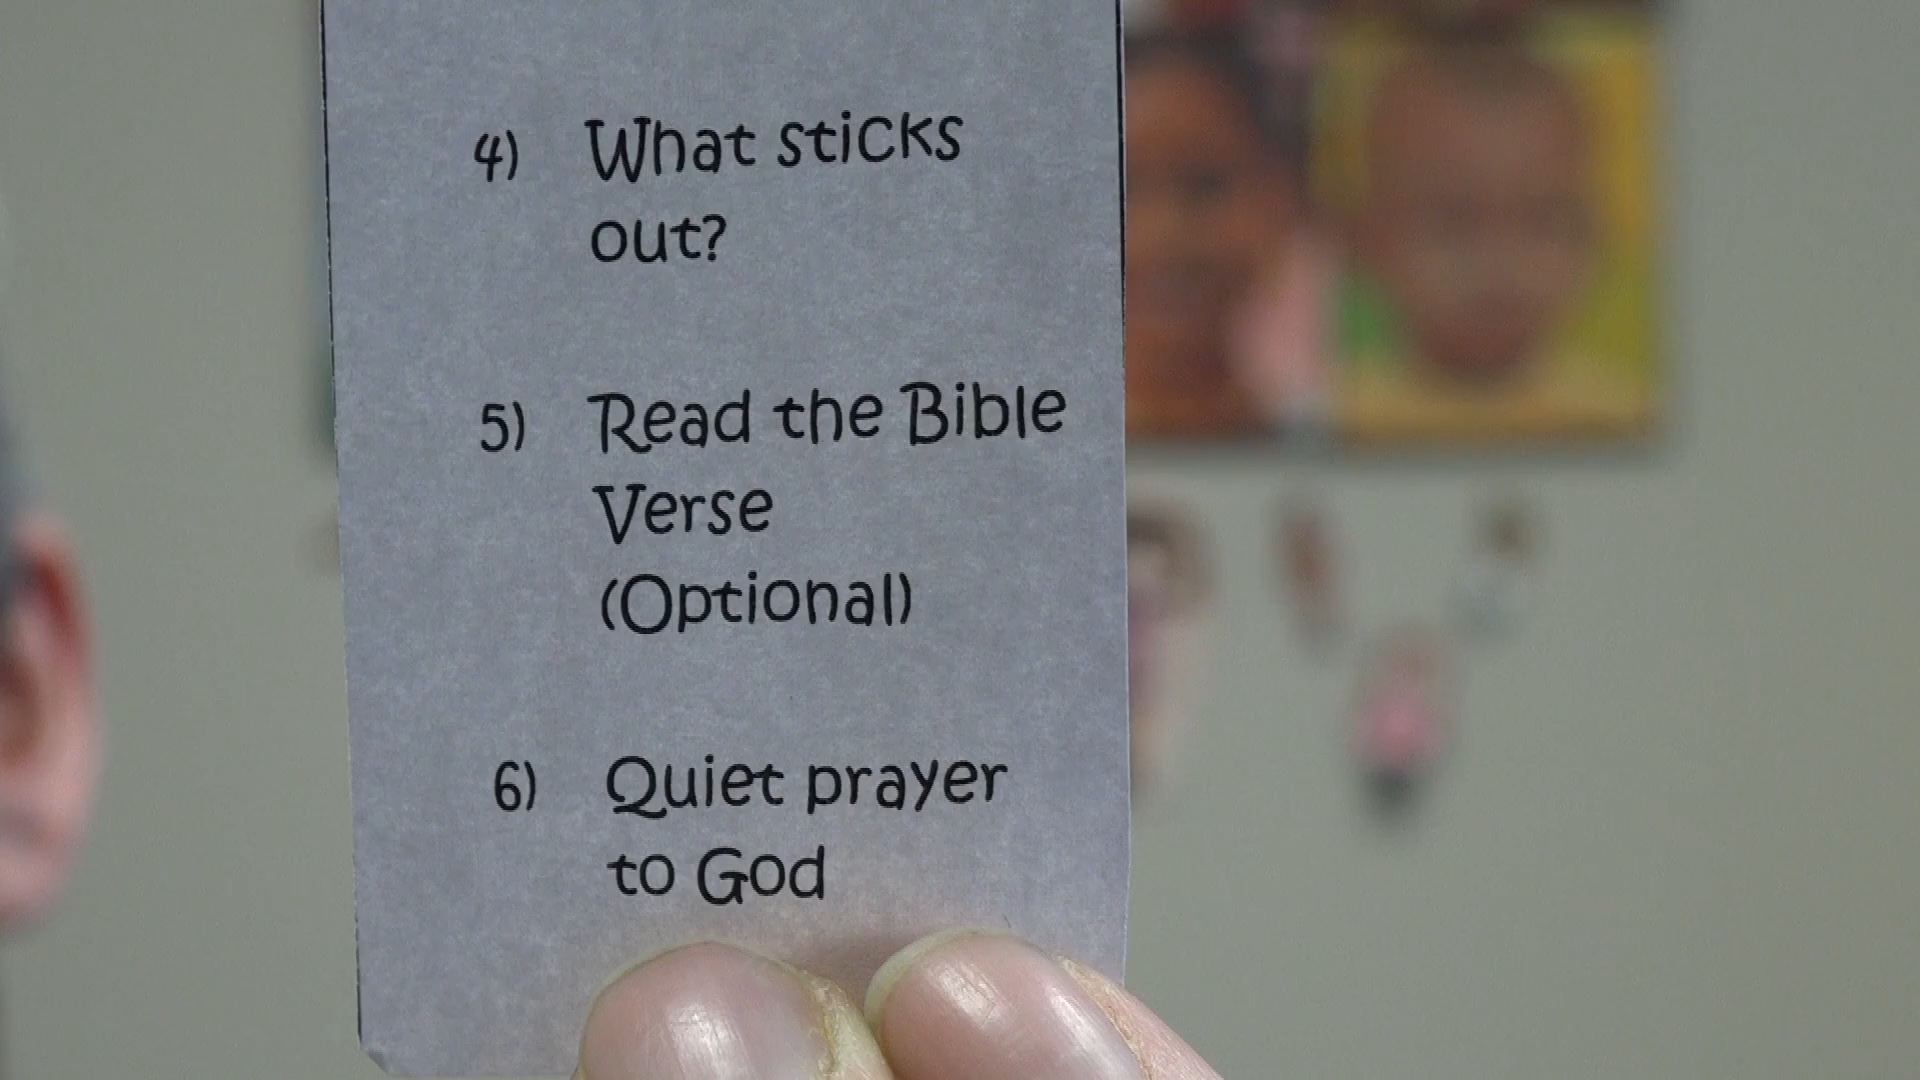 4) What sticks
out?
5) Read the Bible
Verse
(Optional)
6) Quiet prayer
to God